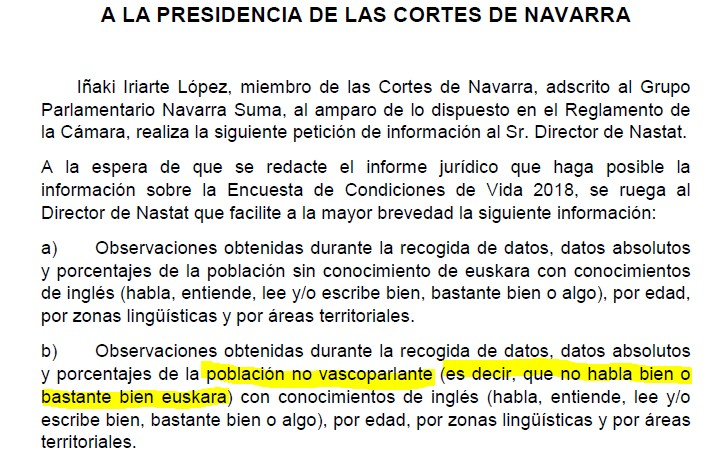 A LA PRESIDENCIA DE LAS CORTES DE NAVARRA
Iñaki Iriarte López, miembro de las Cortes de Navarra, adscrito al Grupo
Parlamentario Navarra Suma, al amparo de lo dispuesto en el Reglamento de
la Cámara, realiza la siguiente petición de información al Sr. Director de Nastat.
A la espera de que se redacte el informe jurídico que haga posible la
información sobre la Encuesta de Condiciones de Vida 2018, se ruega al
Director de Nastat que facilite a la mayor brevedad la siguiente información:
a) Observaciones obtenidas durante la recogida de datos, datos absolutos
y porcentajes de la población sin conocimiento de euskara con conocimientos
de inglés (habla, entiende, lee y/o escribe bien, bastante bien o algo), por edad,
por zonas lingüísticas y por áreas territoriales.
b) Observaciones obtenidas durante la recogida de datos, datos absolutos
y porcentajes de la población no vascoparlante (es decir, que no habla bien o
bastante bien euskara) con conocimientos de inglés (habla, entiende, lee y/o
escribe bien, bastante bien o algo), por edad, por zonas lingüísticas y por áreas
territoriales.